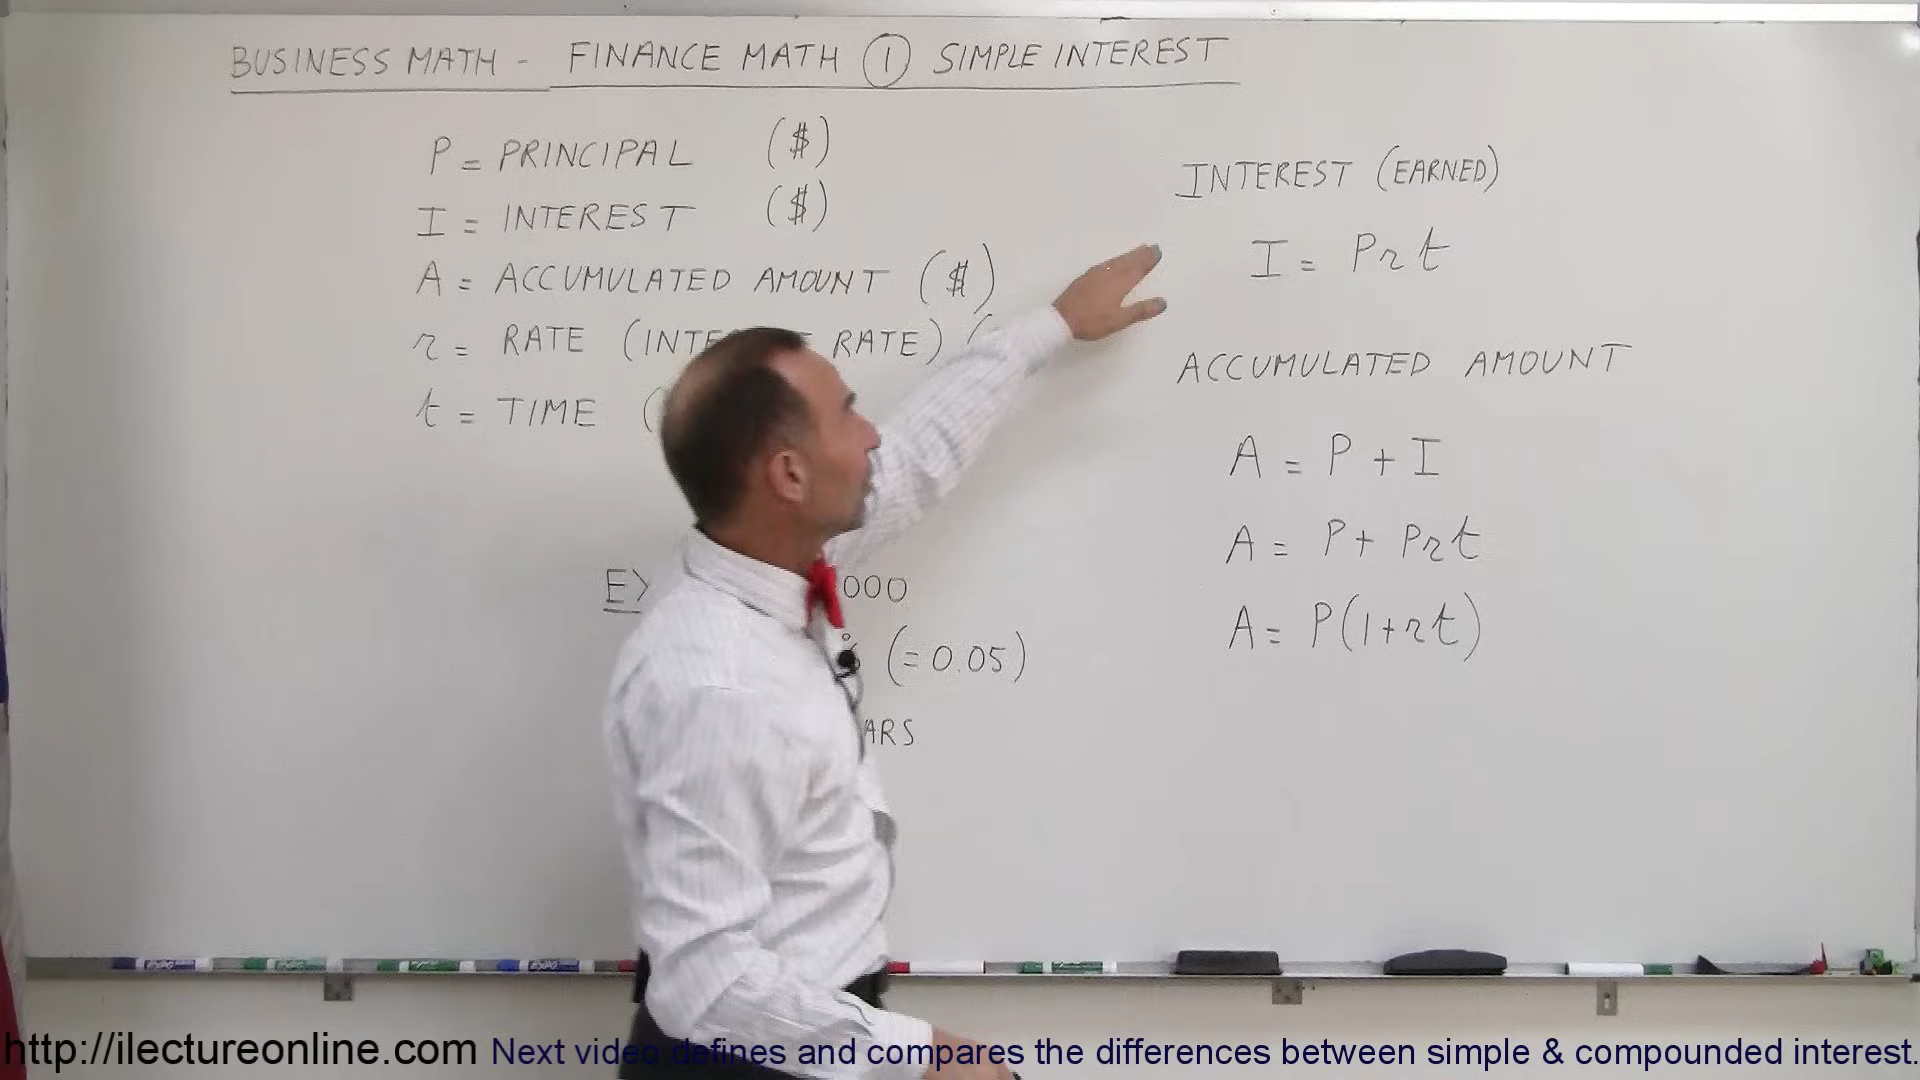 BUSINESS MATH - FINANCE MATH ① SIMPLE INTEREST
P = PRINCIPAL ($)
I = INTEREST ($)
A = ACCUMULATED AMOUNT ($)
r = RATE (INTE RATE) (
t = TIME (
000
(= 0.05)
ARS
INTEREST (EARNED)
I = Prt
ACCUMULATED AMOUNT
A = P + I
A = P + Prt
A = P(1+rt)
http://ilectureonline.com Next video defines and compares the differences between simple & compounded interest.